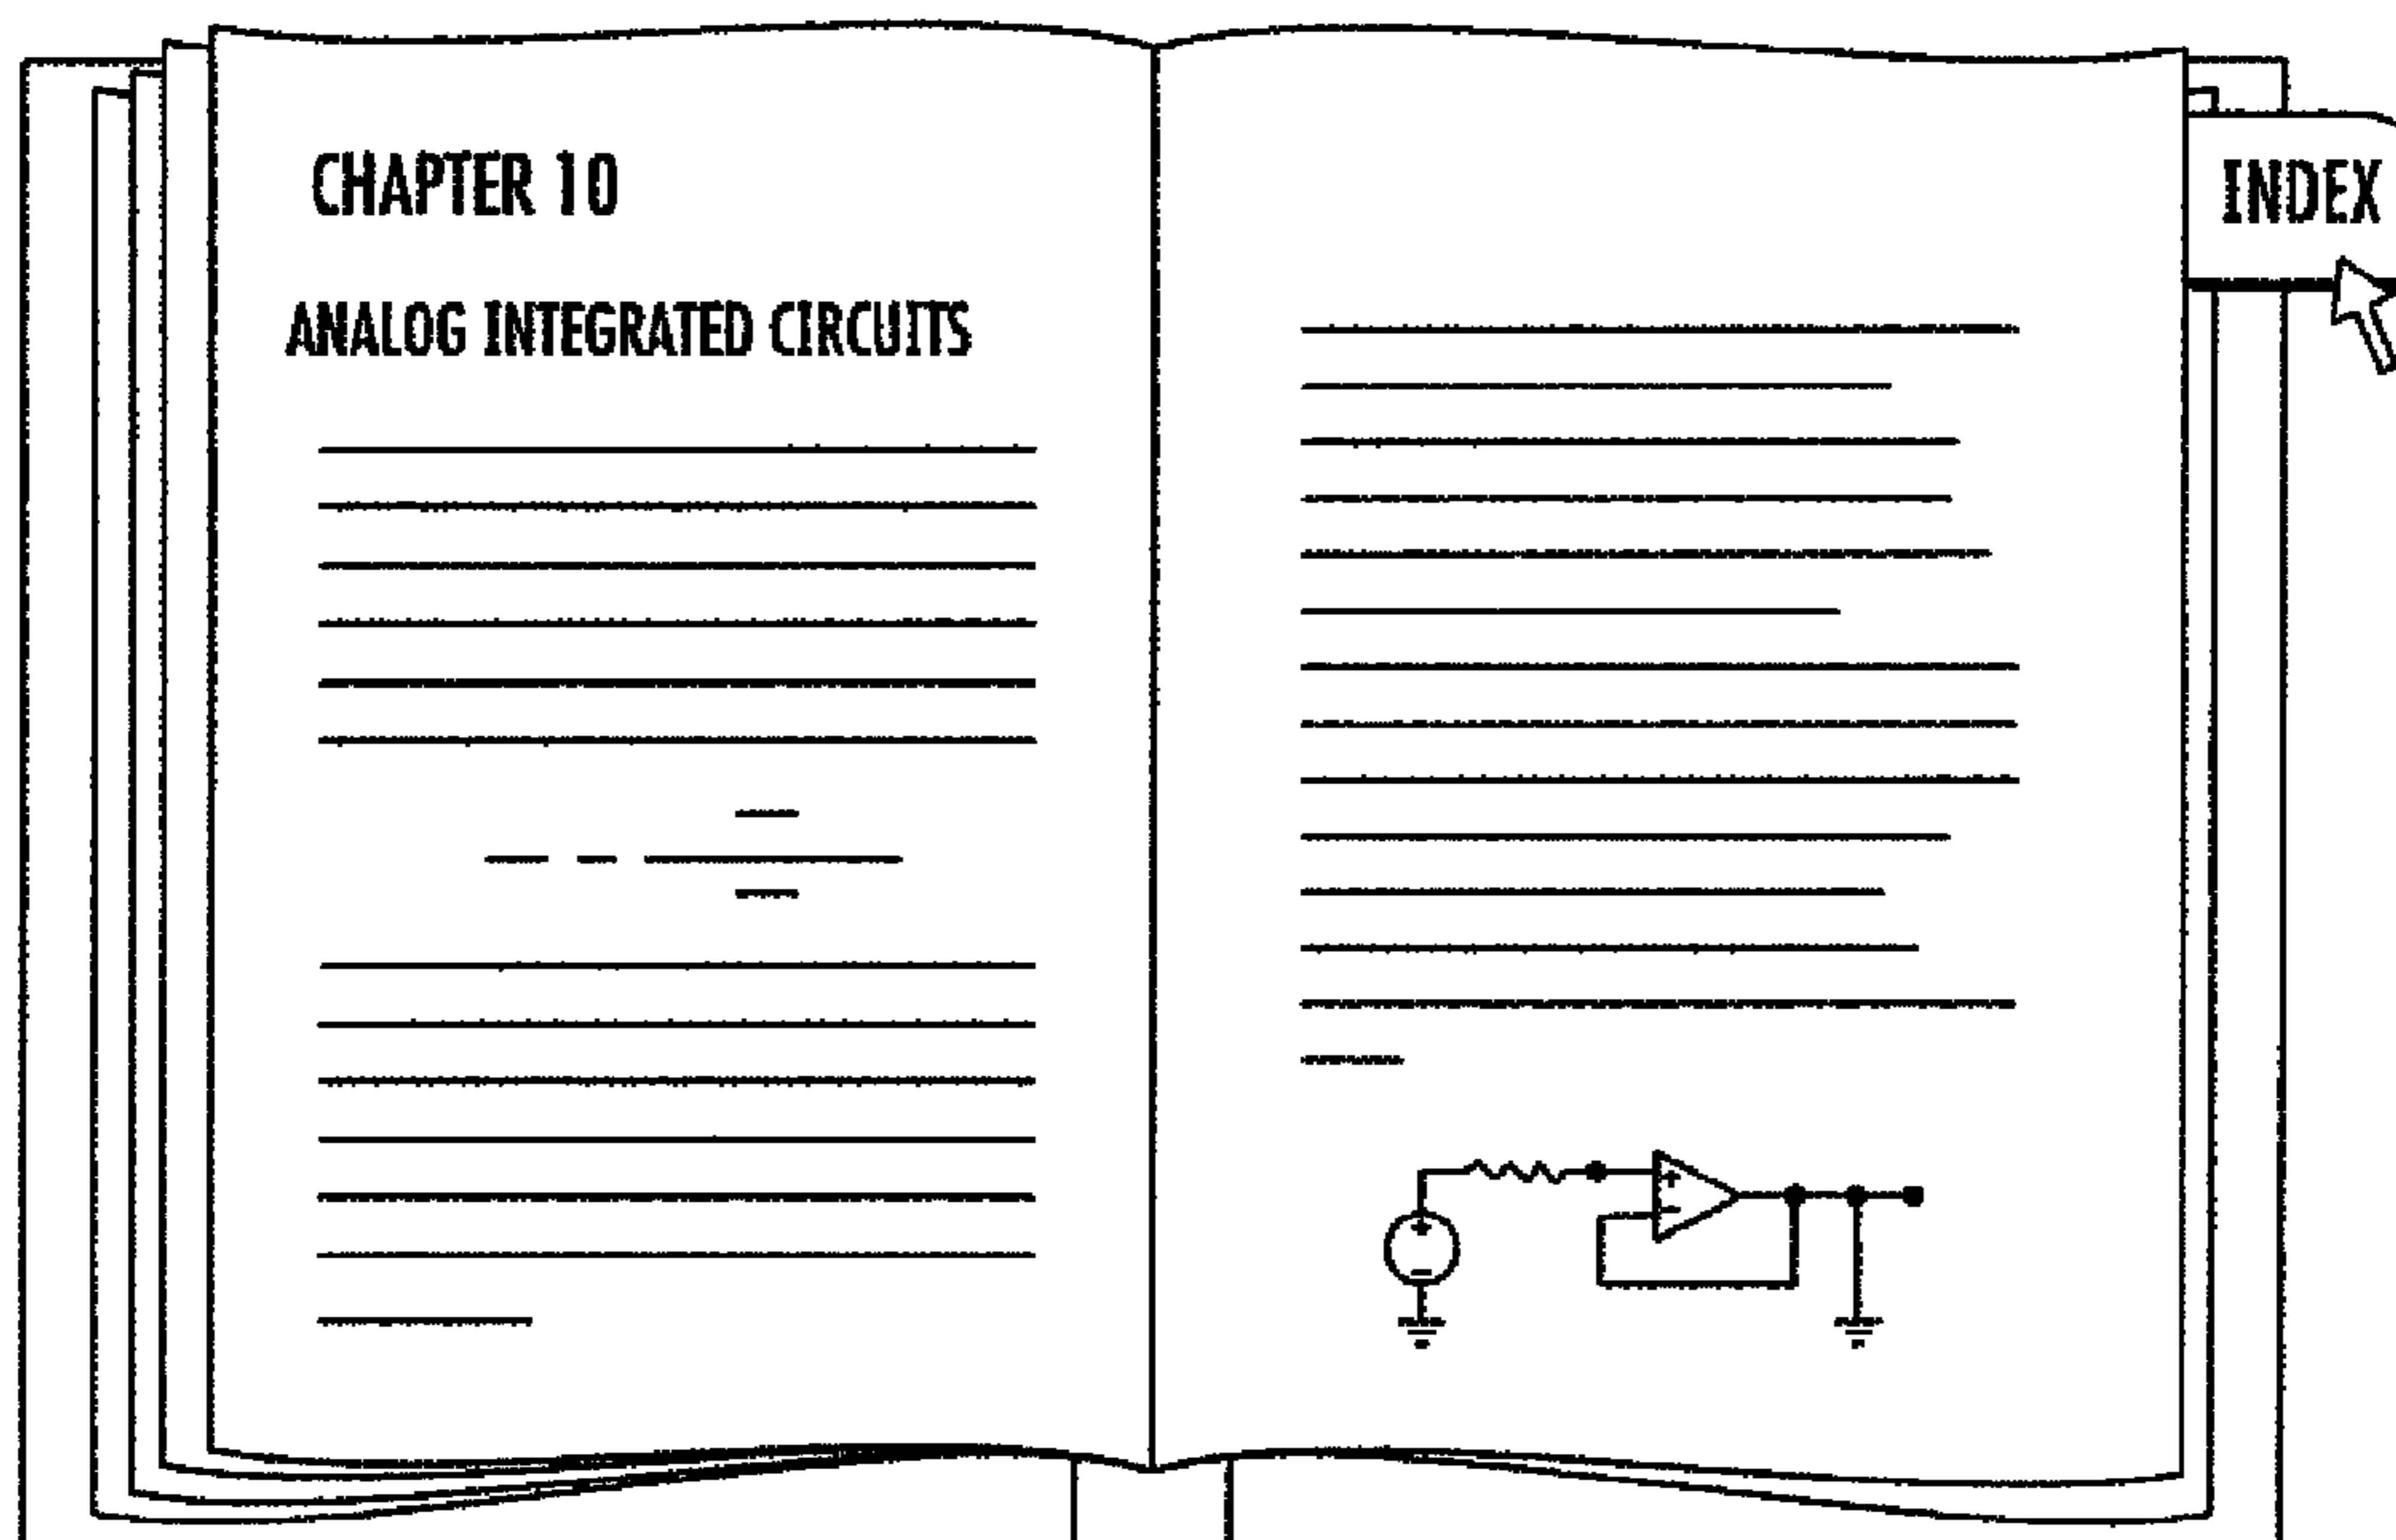 CHAPTER 10
ANALOG INTEGRATED CIRCUITS
INDEX
+
-
+
-